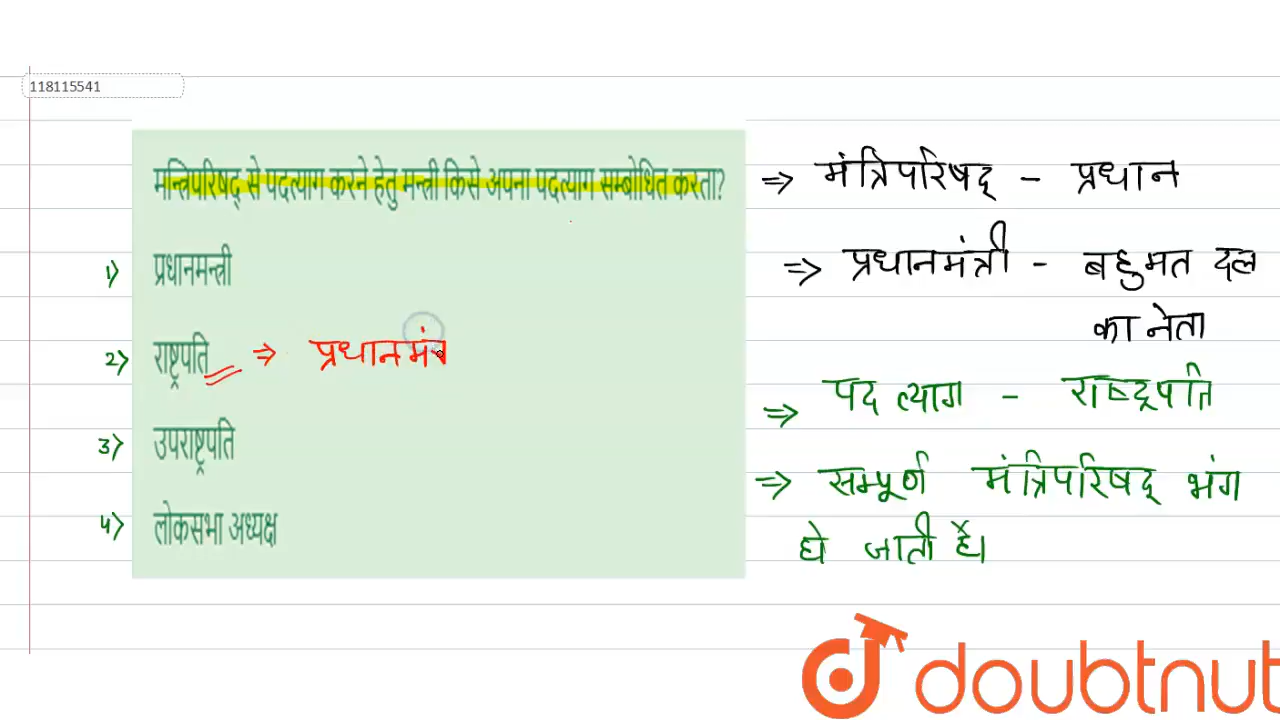 118115541
मन्त्रिपरिषद् से पदत्याग करने हेतु मन्त्री किसे अपना पदत्याग सम्बोधित करता?
1) प्रधानमन्त्री
2) राष्ट्रपति ⇒ प्रधानमंत्र
3) उपराष्ट्रपति
4) लोकसभा अध्यक्ष
⇒ मंत्रिपरिषद् - प्रधान
⇒ प्रधानमंत्री - बहुमत दल
का नेता
⇒ पद त्याग - राष्ट्रपति
⇒ सम्पूर्ण मंत्रिपरिषद् भंग
हो जाती है।
doubtnut